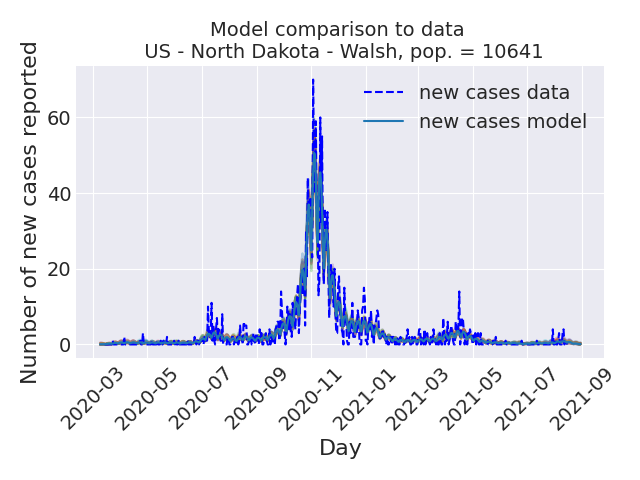 Model comparison to data
US - North Dakota - Walsh, pop. = 10641
new cases data
new cases model
Number of new cases reported
60
40
20
0
2020-03
2020-05
2020-07
2020-09
2020-11
2021-01
2021-03
2021-05
2021-07
2021-09
Day